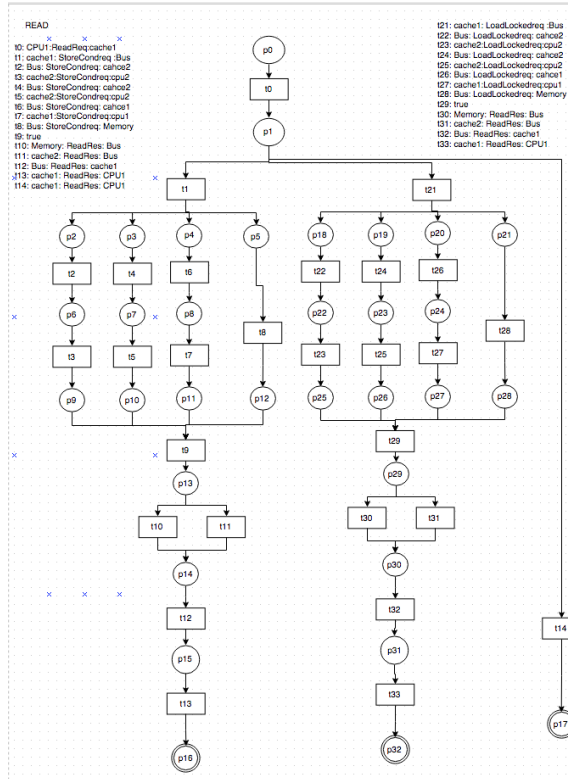 READ
t0: CPU1:ReadReq:cache1
t1: cache1: StoreCondreq :Bus
t2: Bus: StoreCondreq: cahce2
t3: cache2:StoreCondreq:cpu2
t4: Bus: StoreCondreq: cahce2
t5: cache2:StoreCondreq:cpu2
t6: Bus: StoreCondreq: cahce1
t7: cache1:StoreCondreq:cpu1
t8: Bus: StoreCondreq: Memory
t9: true
t10: Memory: ReadRes: Bus
t11: cache2: ReadRes: Bus
t12: Bus: ReadRes: cache1
t13: cache1: ReadRes: CPU1
t14: cache1: ReadRes: CPU1
t21: cache1: LoadLockedreq :Bus
t22: Bus: LoadLockedreq: cahce2
t23: cache2:LoadLockedreq:cpu2
t24: Bus: LoadLockedreq: cahce2
t25: cache2:LoadLockedreq:cpu2
t26: Bus: LoadLockedreq: cahce1
t27: cache1:LoadLockedreq:cpu1
t28: Bus: LoadLockedreq: Memory
t29: true
t30: Memory: ReadRes: Bus
t31: cache2: ReadRes: Bus
t32: Bus: ReadRes: cache1
t33: cache1: ReadRes: CPU1
p0
t0
p1
t1 t21
p2 p3 p4 p5 p18 p19 p20 p21
t2 t4 t6 t22 t24 t26
p6 p7 p8 p22 p23 p24
t8 t28
t3 t5 t7 t23 t25 t27
p9 p10 p11 p12 p25 p26 p27 p28
t9 t29
p13 p29
t10 t11 t30 t31
p14 p30
t12 t32
t14
p15 p31
t13 t33
p17
p16 p32